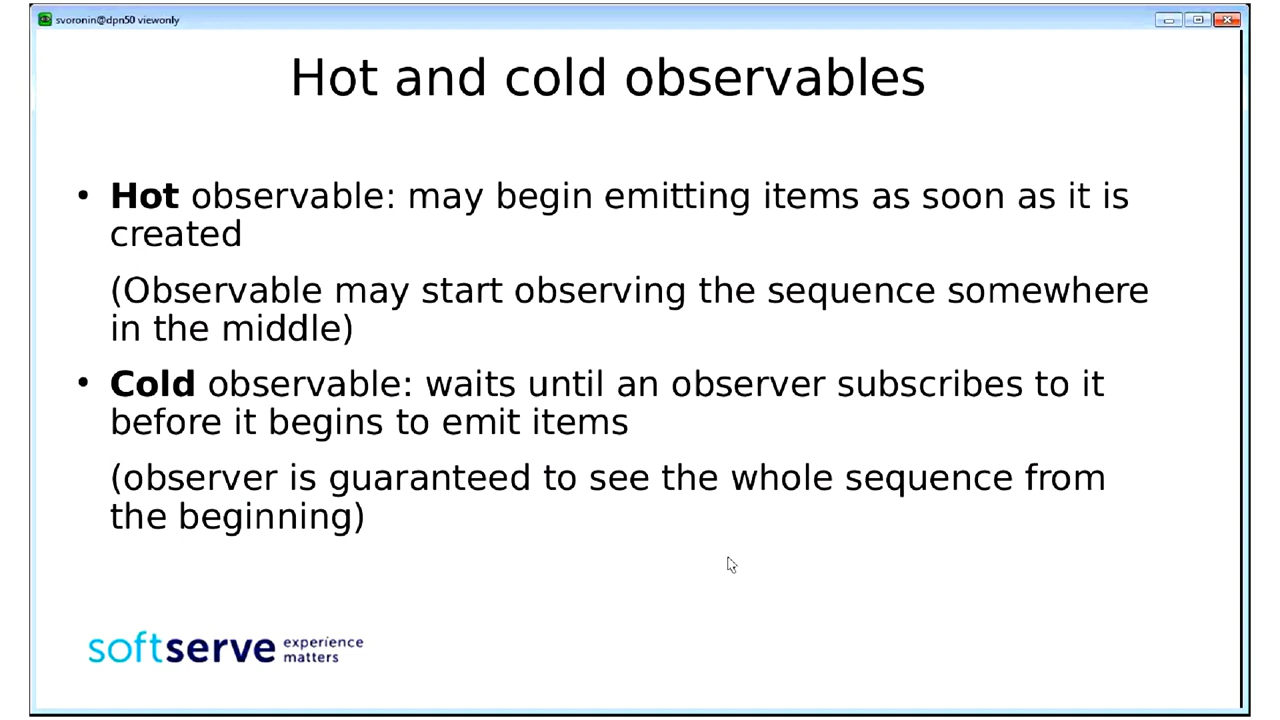 svoronin@dpn50 viewonly
Hot and cold observables
• Hot observable: may begin emitting items as soon as it is
created
(Observable may start observing the sequence somewhere
in the middle)
• Cold observable: waits until an observer subscribes to it
before it begins to emit items
(observer is guaranteed to see the whole sequence from
the beginning)
softserve experience
matters